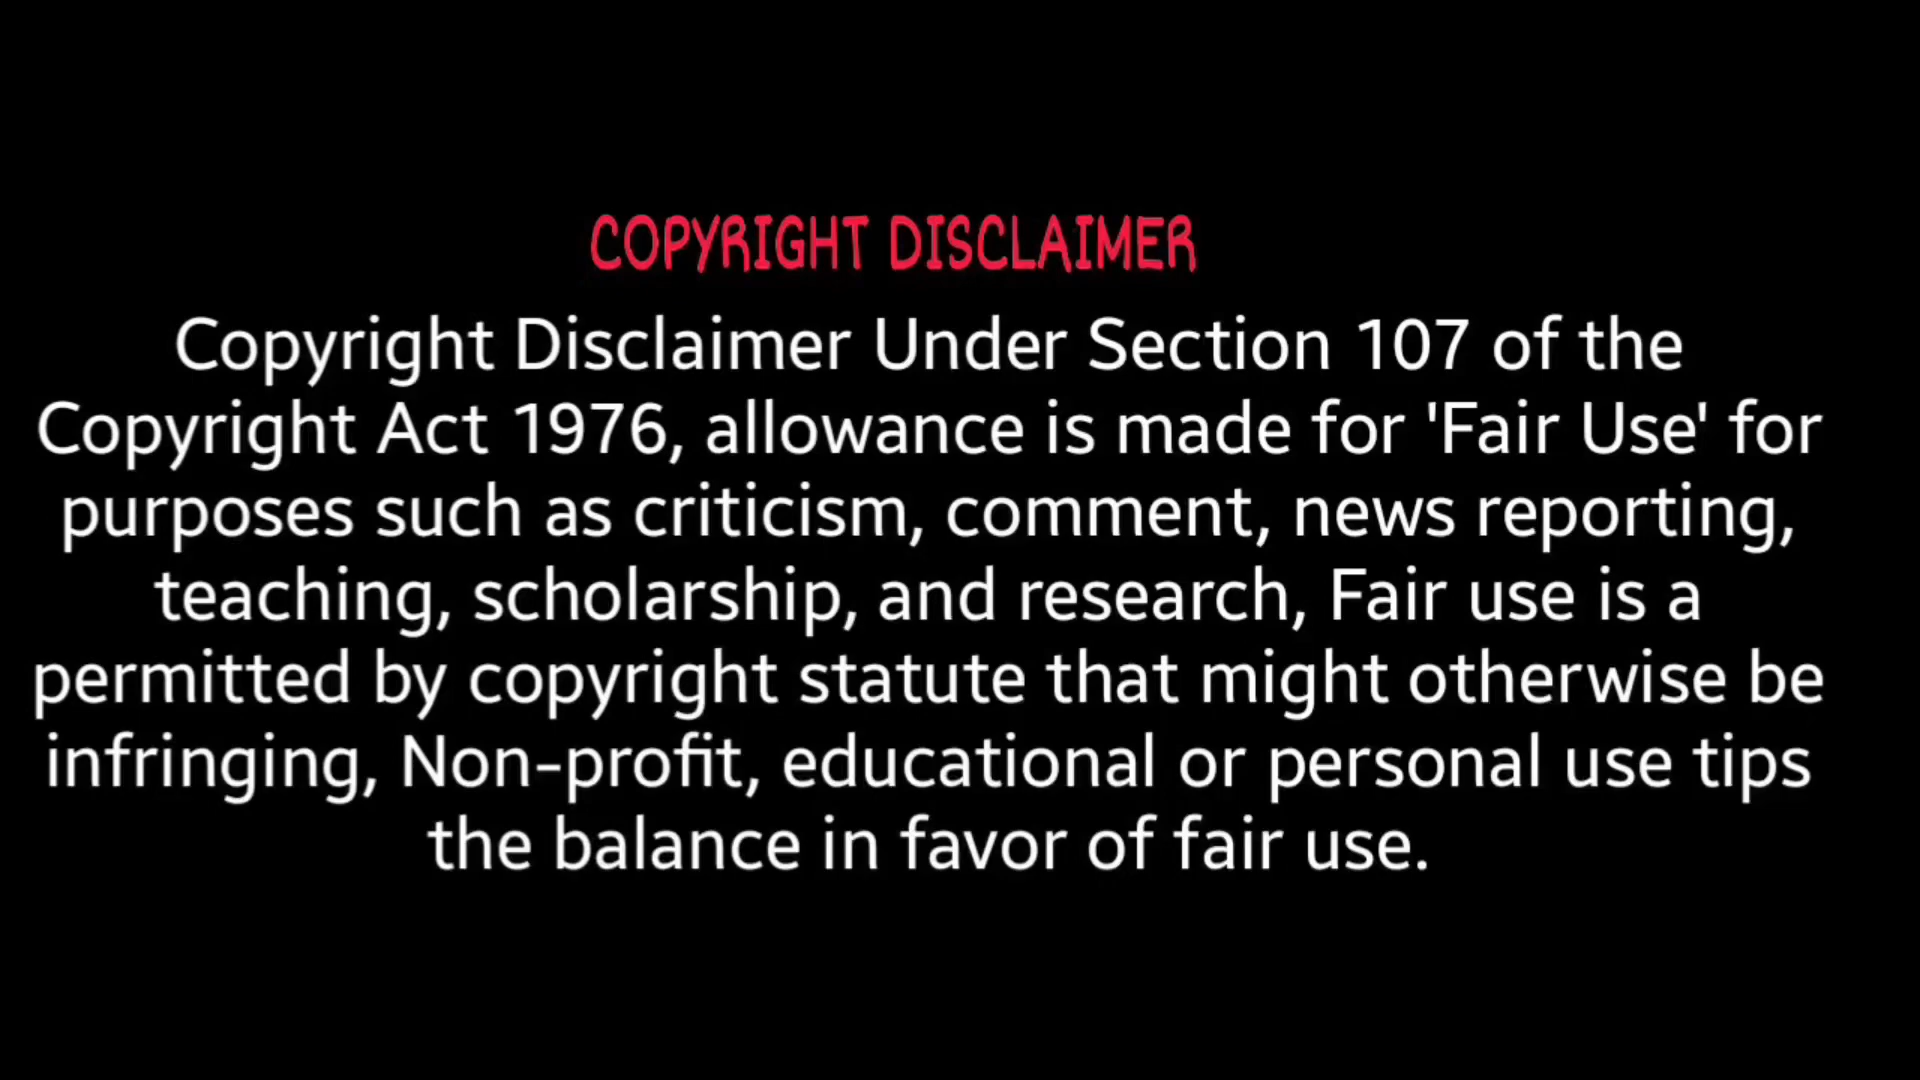 COPYRIGHT DISCLAIMER
Copyright Disclaimer Under Section 107 of the
Copyright Act 1976, allowance is made for 'Fair Use' for
purposes such as criticism, comment, news reporting,
teaching, scholarship, and research, Fair use is a
permitted by copyright statute that might otherwise be
infringing, Non-profit, educational or personal use tips
the balance in favor of fair use.